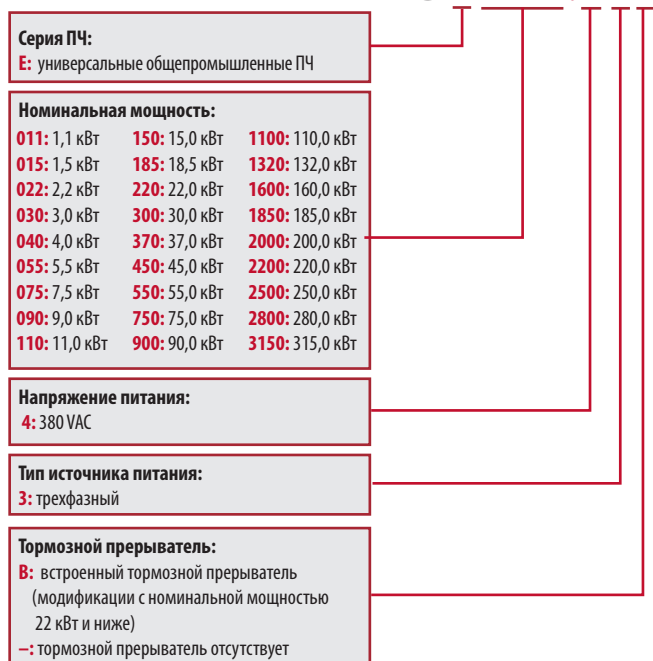 Серия ПЧ:
E: универсальные общепромышленные ПЧ
Номинальная мощность:
011: 1,1 кВт 150: 15,0 кВт 1100: 110,0 кВт
015: 1,5 кВт 185: 18,5 кВт 1320: 132,0 кВт
022: 2,2 кВт 220: 22,0 кВт 1600: 160,0 кВт
030: 3,0 кВт 300: 30,0 кВт 1850: 185,0 кВт
040: 4,0 кВт 370: 37,0 кВт 2000: 200,0 кВт
055: 5,5 кВт 450: 45,0 кВт 2200: 220,0 кВт
075: 7,5 кВт 550: 55,0 кВт 2500: 250,0 кВт
090: 9,0 кВт 750: 75,0 кВт 2800: 280,0 кВт
110: 11,0 кВт 900: 90,0 кВт 3150: 315,0 кВт
Напряжение питания:
4: 380 VAC
Тип источника питания:
3: трехфазный
Тормозной прерыватель:
B: встроенный тормозной прерыватель
(модификации с номинальной мощностью
22 кВт и ниже)
–: тормозной прерыватель отсутствует